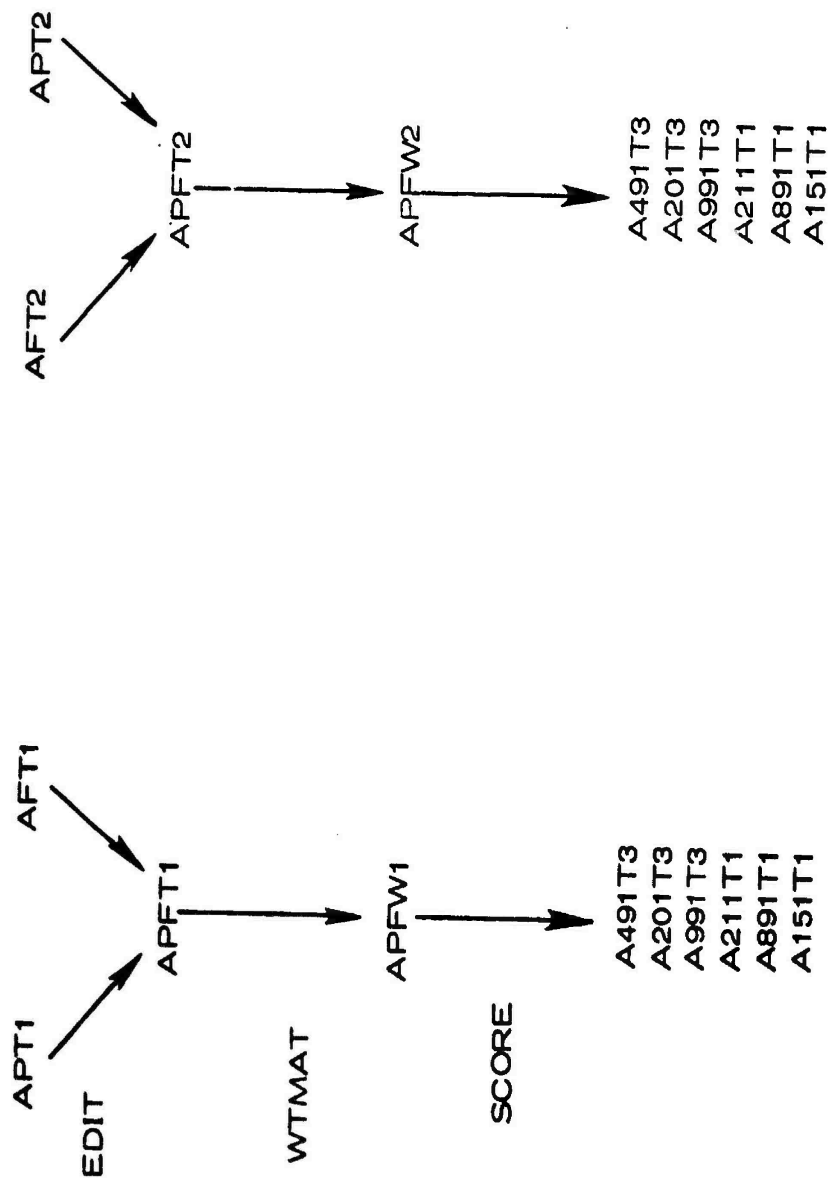 APT1 AFT1 AFT2 APT2
EDIT
APFT1 APFT2
WTMAT
APFW1 APFW2
SCORE
A491T3 A491T3
A201T3 A201T3
A991T3 A991T3
A211T1 A211T1
A891T1 A891T1
A151T1 A151T1